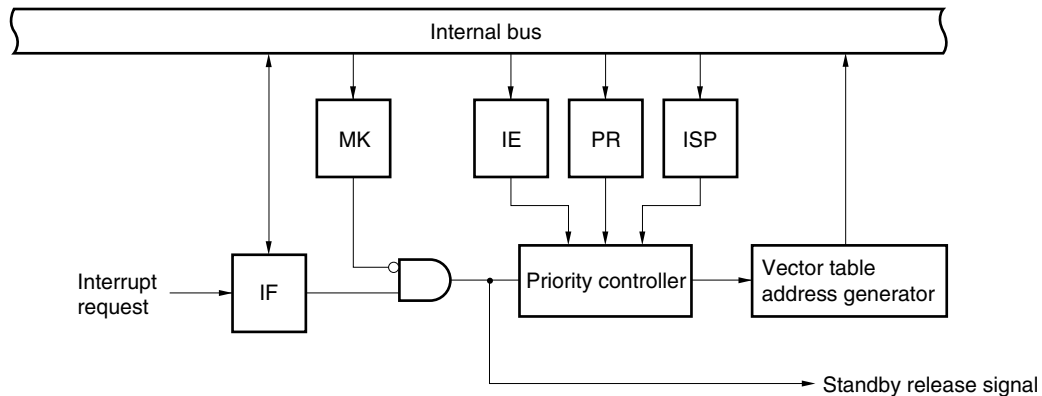 Internal bus
MK
IE
PR
ISP
Interrupt
request
IF
Priority controller
Vector table
address generator
Standby release signal